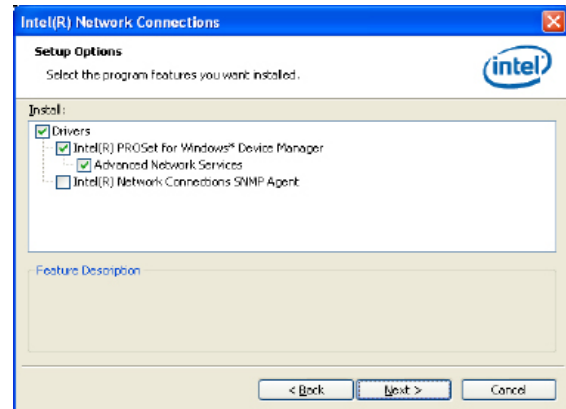 Intel(R) Network Connections
Setup Options
Select the program features you want installed.
intel
Install:
Drivers
Intel(R) PROSet for Windows* Device Manager
Advanced Network Services
Intel(R) Network Connections SNMP Agent
Feature Description
< Back
Next >
Cancel